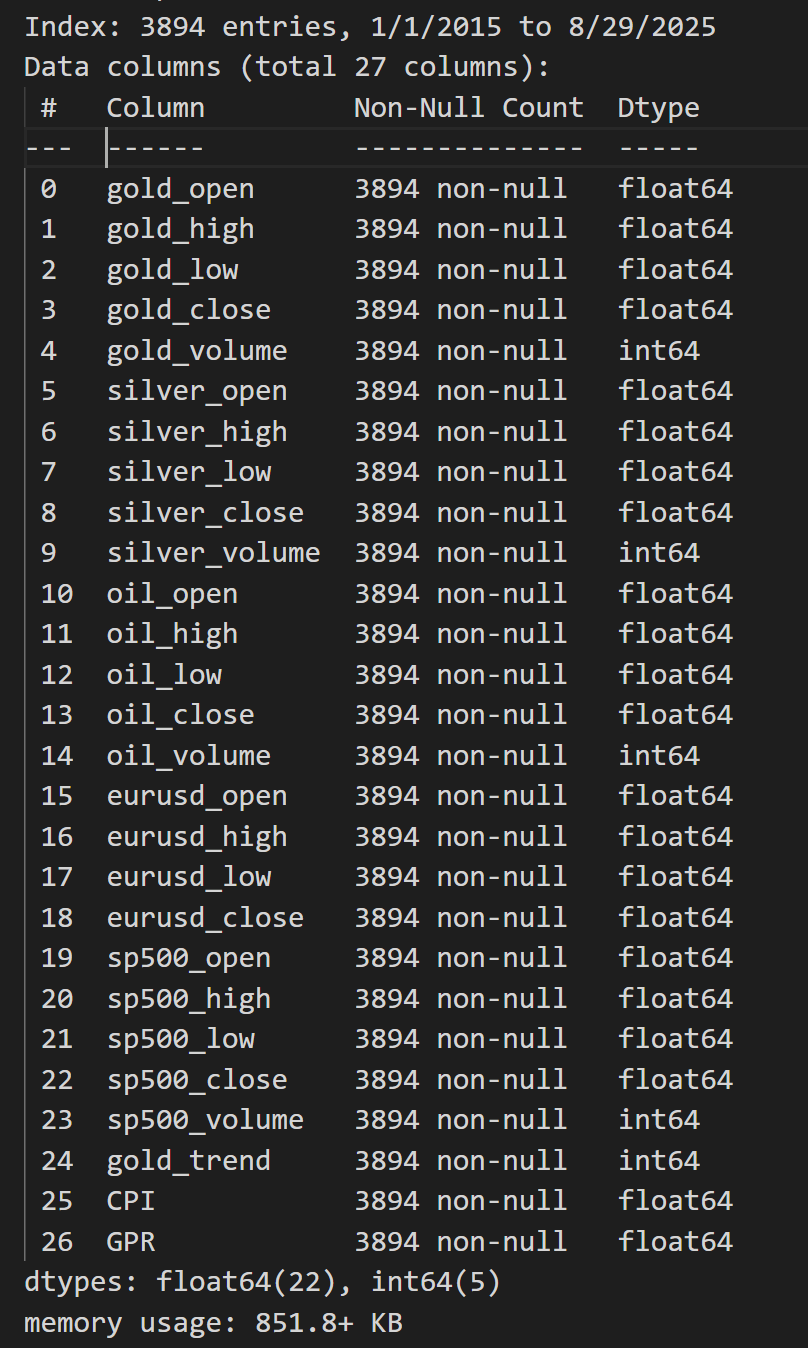 Index: 3894 entries, 1/1/2015 to 8/29/2025
Data columns (total 27 columns):
 #   Column         Non-Null Count  Dtype
---  ------         --------------  -----
 0   gold_open      3894 non-null   float64
 1   gold_high      3894 non-null   float64
 2   gold_low       3894 non-null   float64
 3   gold_close     3894 non-null   float64
 4   gold_volume    3894 non-null   int64
 5   silver_open    3894 non-null   float64
 6   silver_high    3894 non-null   float64
 7   silver_low     3894 non-null   float64
 8   silver_close   3894 non-null   float64
 9   silver_volume  3894 non-null   int64
 10  oil_open       3894 non-null   float64
 11  oil_high       3894 non-null   float64
 12  oil_low        3894 non-null   float64
 13  oil_close      3894 non-null   float64
 14  oil_volume     3894 non-null   int64
 15  eurusd_open    3894 non-null   float64
 16  eurusd_high    3894 non-null   float64
 17  eurusd_low     3894 non-null   float64
 18  eurusd_close   3894 non-null   float64
 19  sp500_open     3894 non-null   float64
 20  sp500_high     3894 non-null   float64
 21  sp500_low      3894 non-null   float64
 22  sp500_close    3894 non-null   float64
 23  sp500_volume   3894 non-null   int64
 24  gold_trend     3894 non-null   int64
 25  CPI            3894 non-null   float64
 26  GPR            3894 non-null   float64
dtypes: float64(22), int64(5)
memory usage: 851.8+ KB